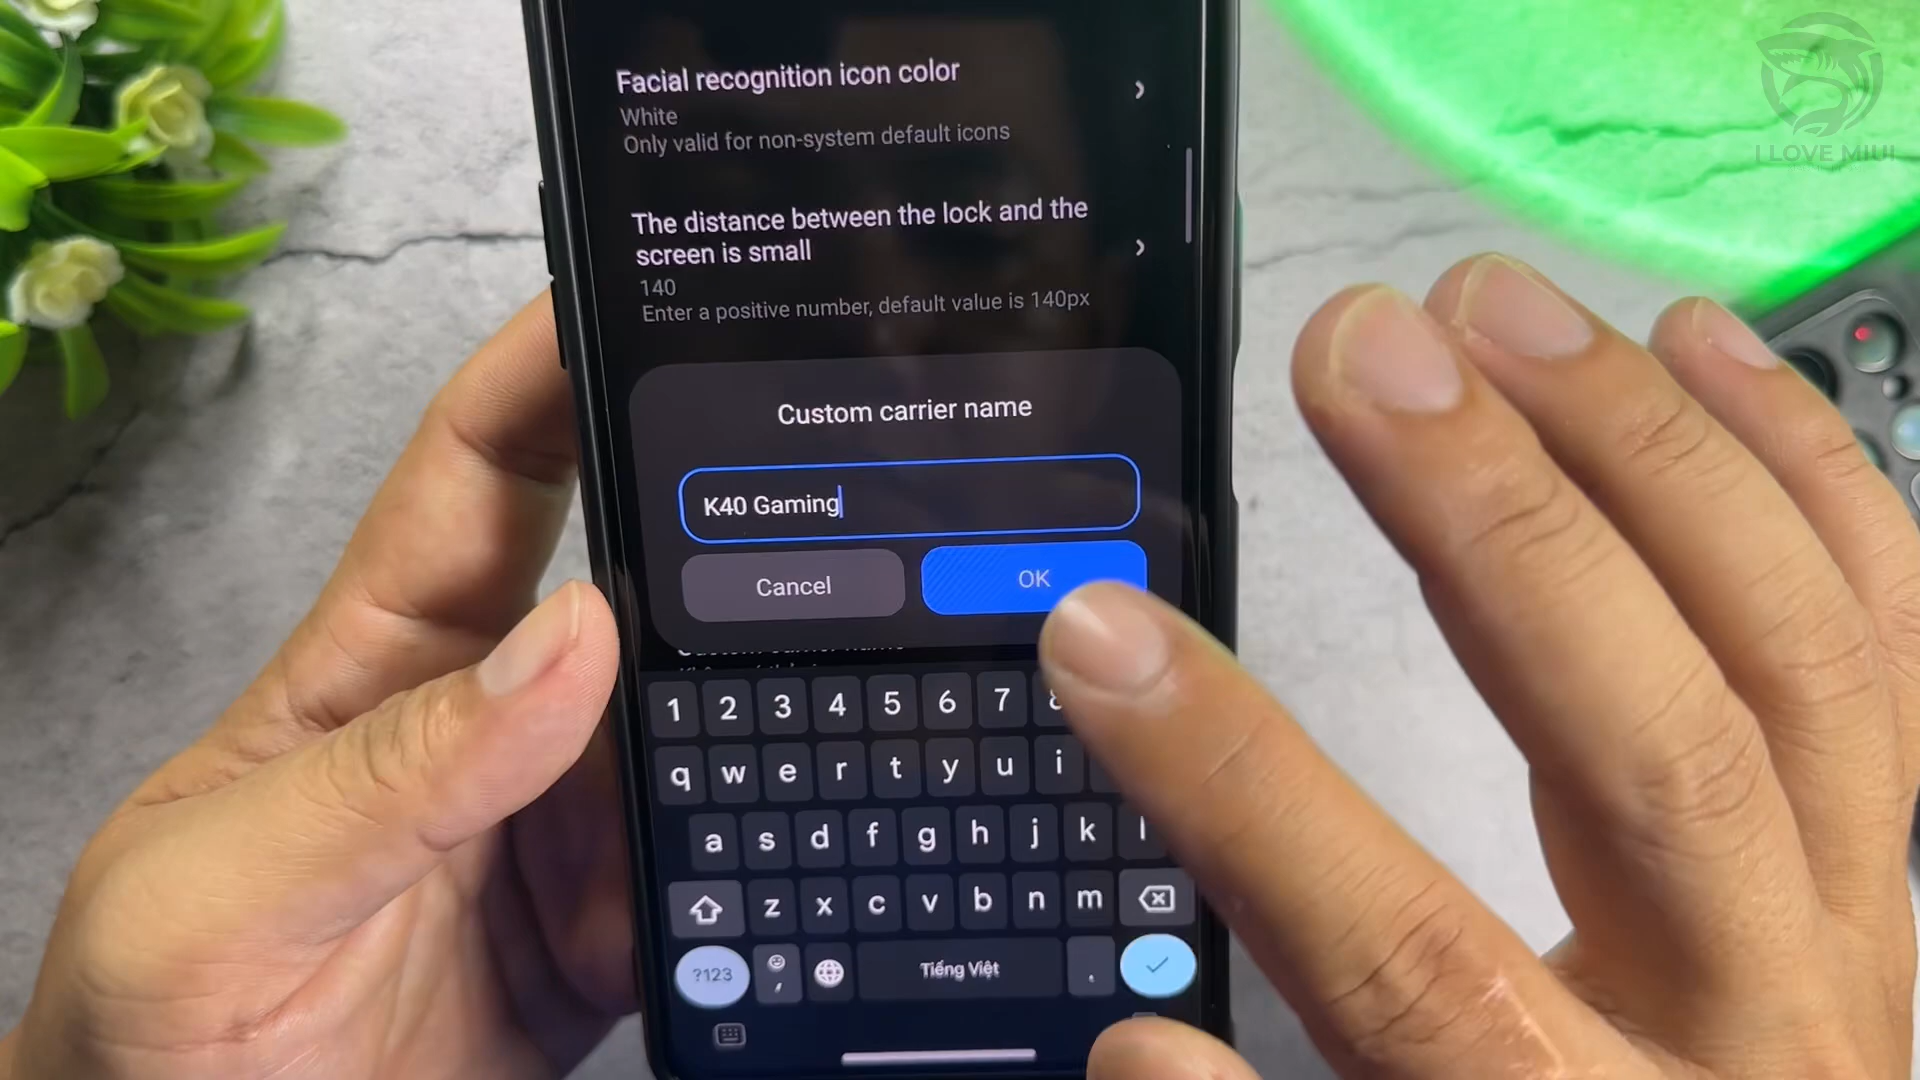 I LOVE MIUI
Facial recognition icon color
White
Only valid for non-system default icons
The distance between the lock and the
screen is small
140
Enter a positive number, default value is 140px
Custom carrier name
K40 Gaming
Cancel
OK
1 2 3 4 5 6 7 8
q w e r t y u i
a s d f g h j k l
z x c v b n m
?123 , Tiếng Việt .